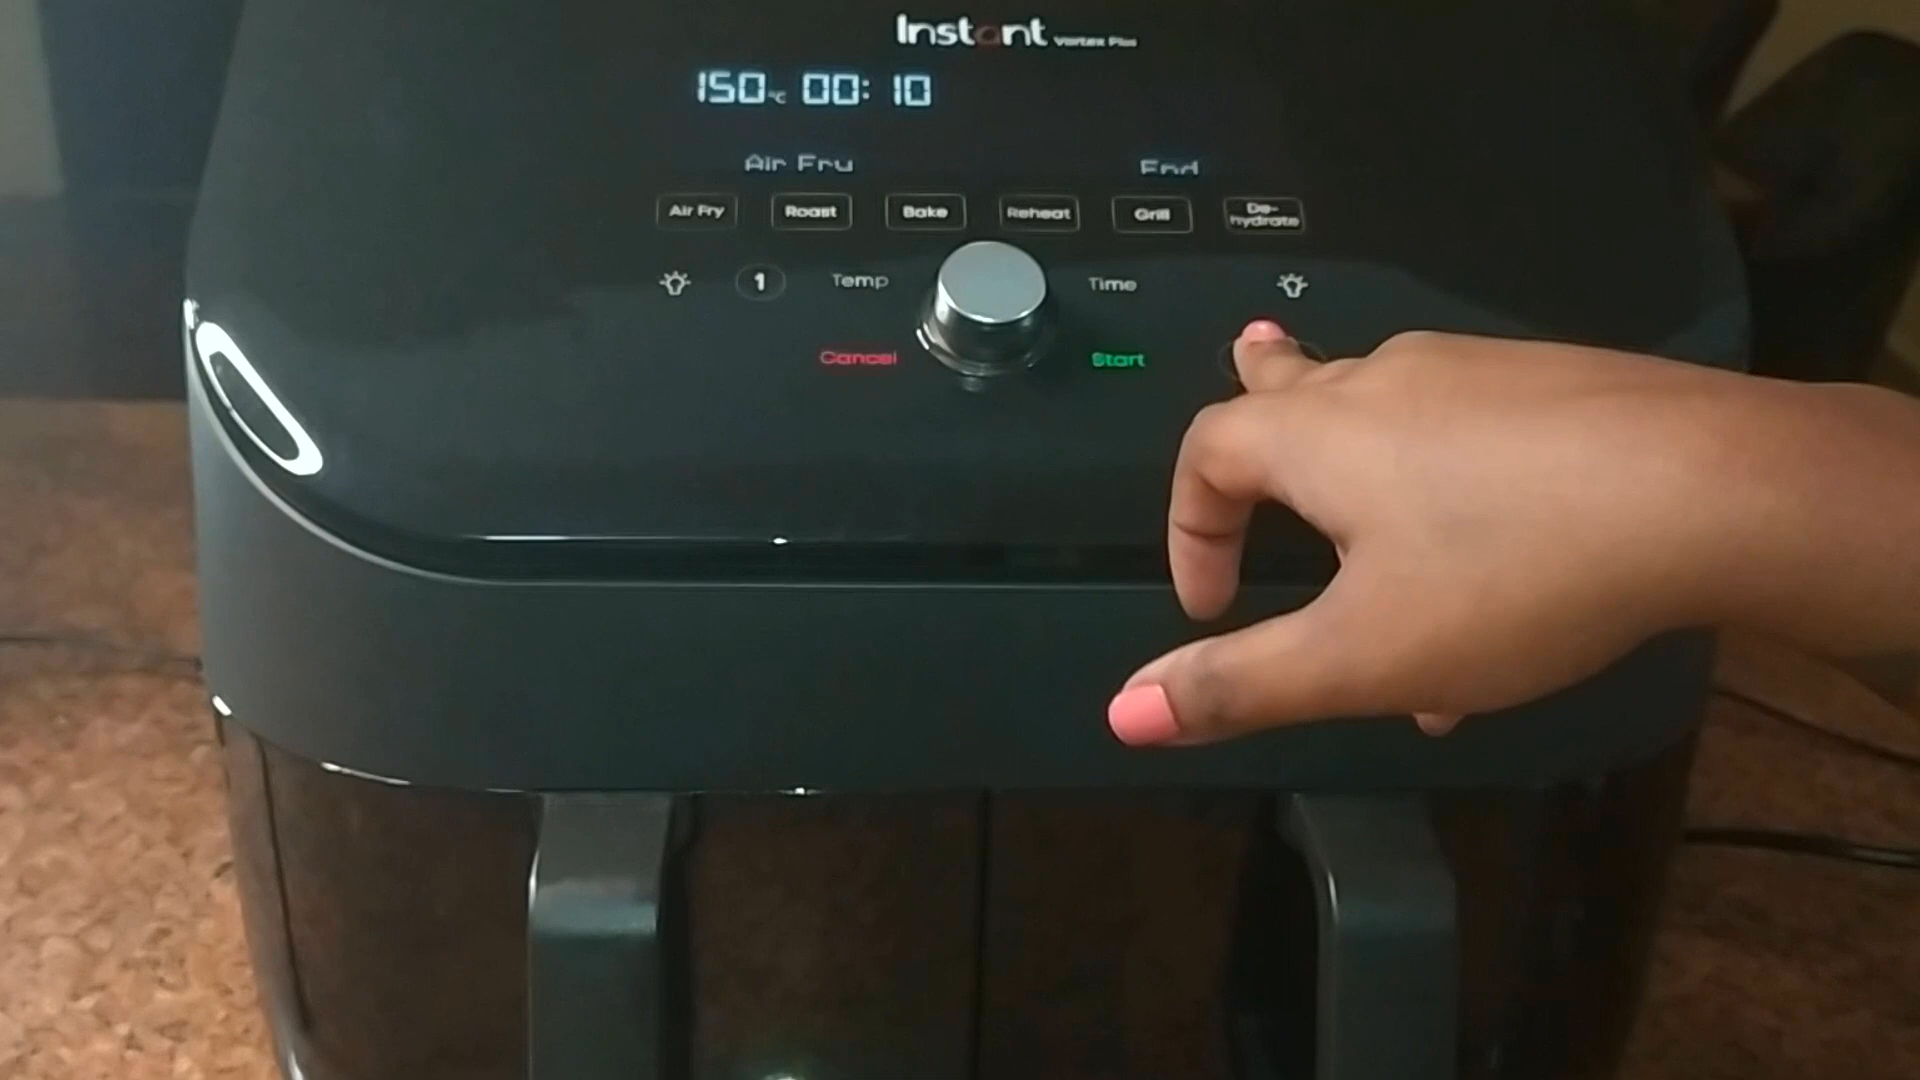 Instant Vortex Plus
150°C 00:10
Air Fry End
Air Fry Roast Bake Reheat Grill De-hydrate
1 Temp Time
Cancel Start